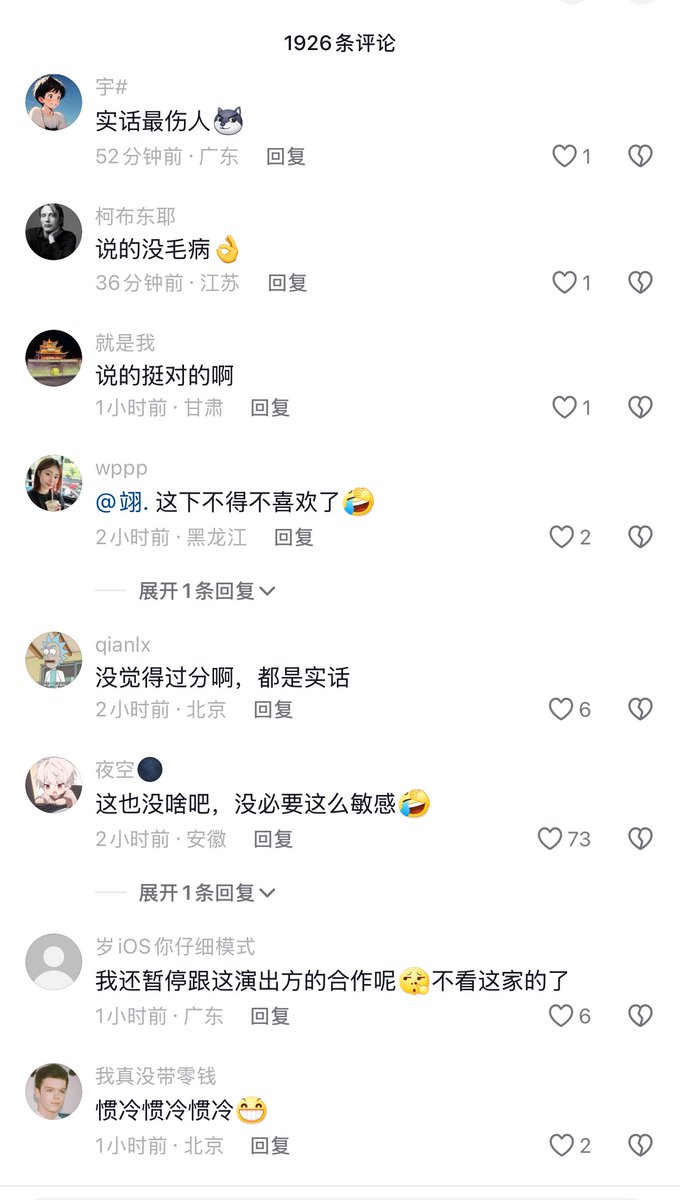 1926条评论
宇#
实话最伤人
52分钟前·广东 回复
1
柯布东耶
说的没毛病👌
36分钟前·江苏 回复
1
就是我
说的挺对的啊
1小时前·甘肃 回复
1
wppp
@翊. 这下不得不喜欢了🤣
2小时前·黑龙江 回复
2
展开1条回复
qianlx
没觉得过分啊，都是实话
2小时前·北京 回复
6
夜空🌑
这也没啥吧，没必要这么敏感🤣
2小时前·安徽 回复
73
展开1条回复
岁iOS你仔细模式
我还暂停跟这演出方的合作呢不看这家的了
1小时前·广东 回复
6
我真没带零钱
惯冷惯冷惯冷😁
1小时前·北京 回复
2